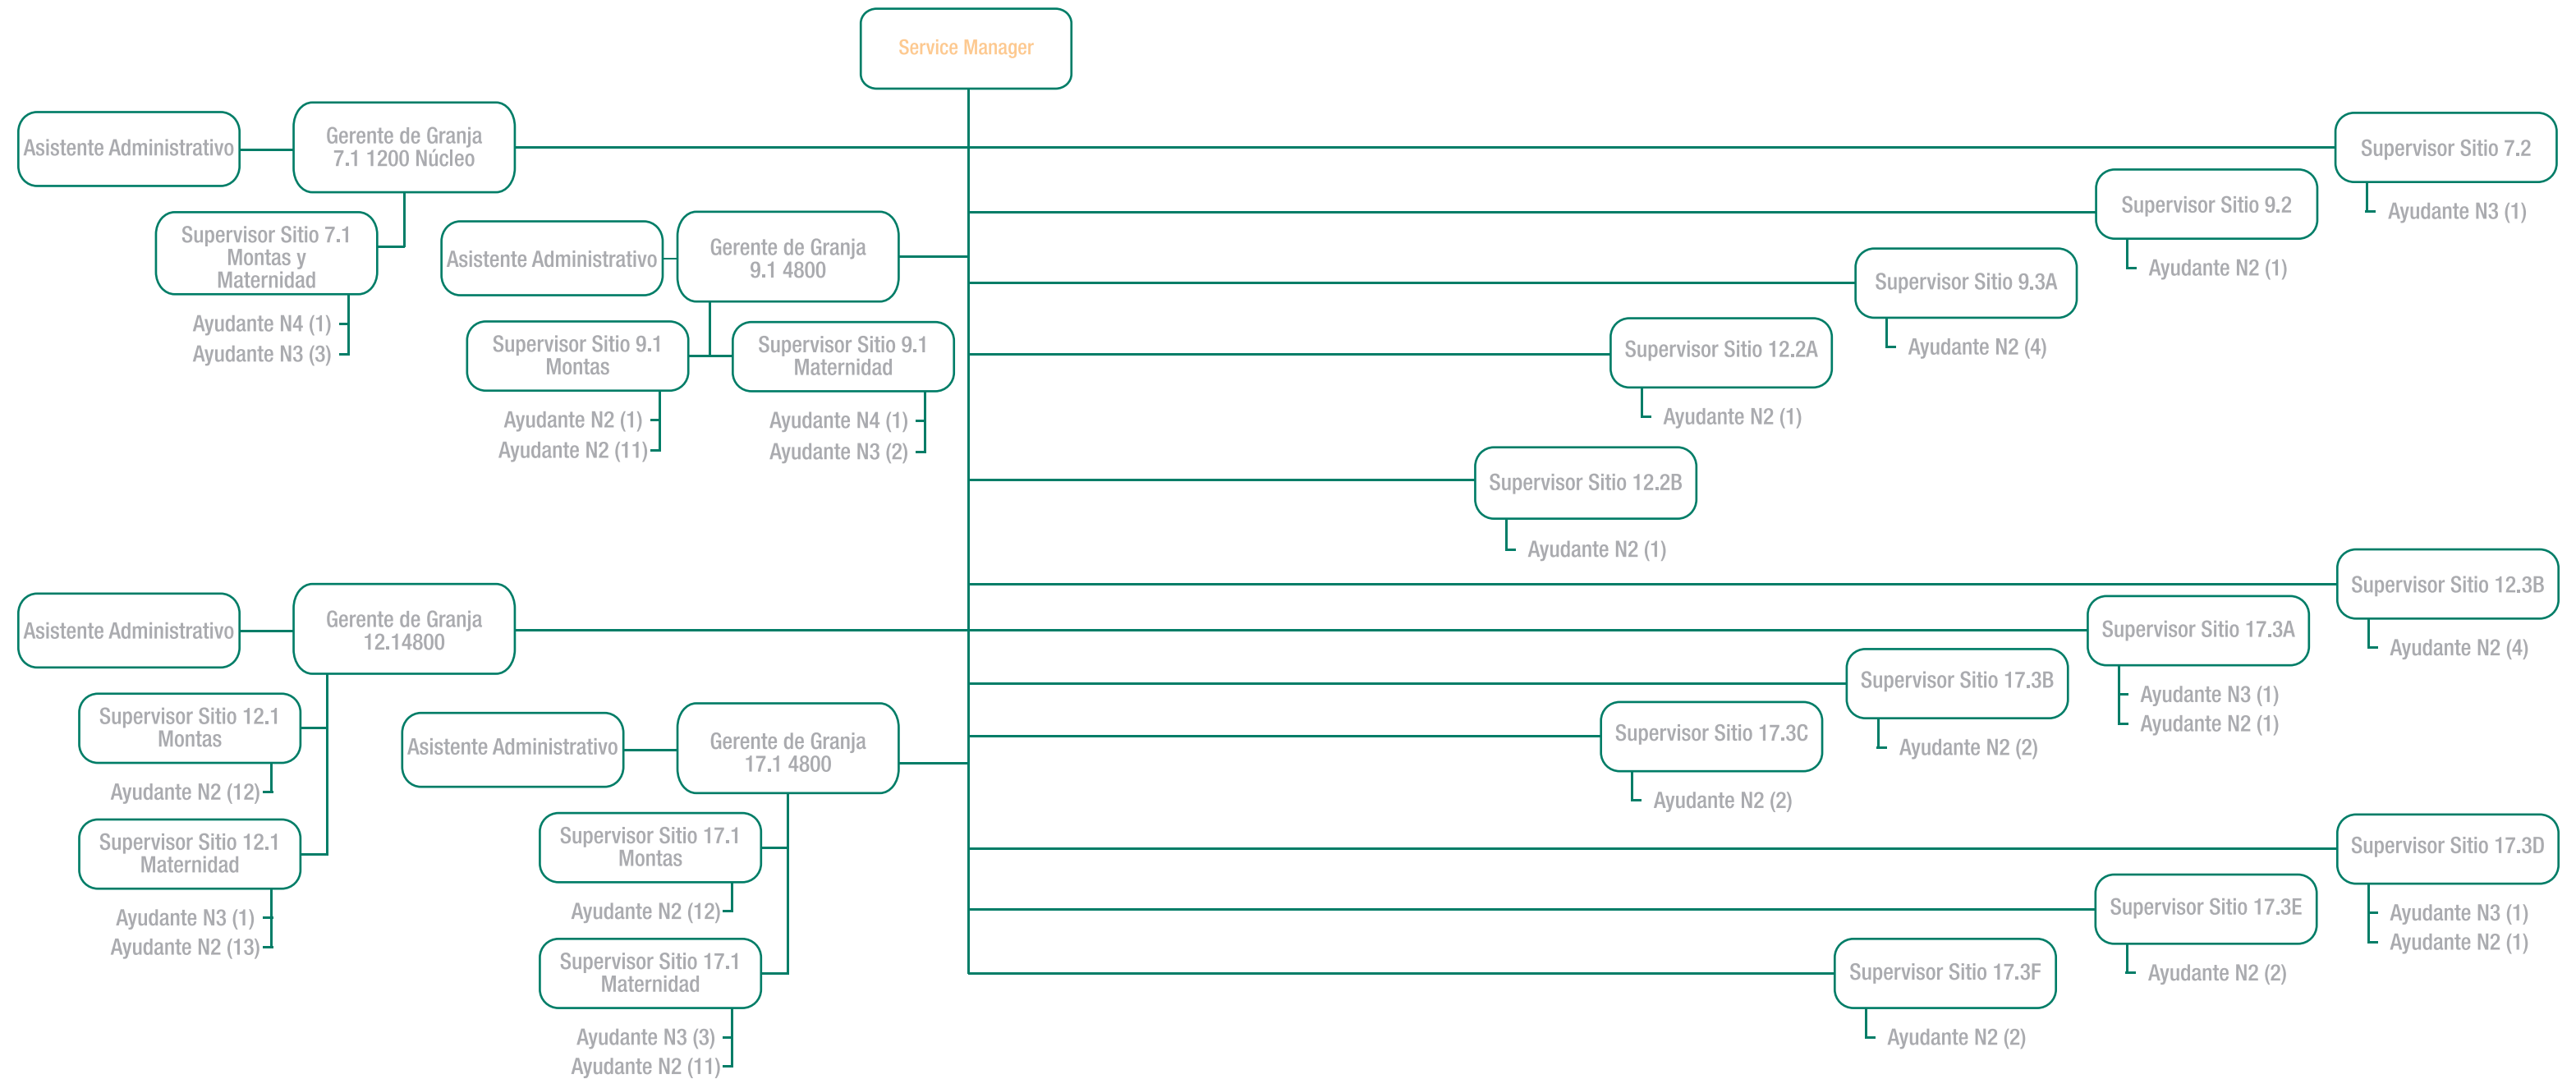 Service Manager
Asistente Administrativo
Gerente de Granja
7.1 1200 Núcleo
Supervisor Sitio 7.1
Montas y
Maternidad
Ayudante N4 (1)
Ayudante N3 (3)
Asistente Administrativo
Gerente de Granja
9.1 4800
Supervisor Sitio 9.1
Montas
Ayudante N2 (1)
Ayudante N2 (11)
Supervisor Sitio 9.1
Maternidad
Ayudante N4 (1)
Ayudante N3 (2)
Supervisor Sitio 7.2
Ayudante N3 (1)
Supervisor Sitio 9.2
Ayudante N2 (1)
Supervisor Sitio 9.3A
Ayudante N2 (4)
Supervisor Sitio 12.2A
Ayudante N2 (1)
Supervisor Sitio 12.2B
Ayudante N2 (1)
Asistente Administrativo
Gerente de Granja
12.14800
Supervisor Sitio 12.1
Montas
Ayudante N2 (12)
Supervisor Sitio 12.1
Maternidad
Ayudante N3 (1)
Ayudante N2 (13)
Asistente Administrativo
Gerente de Granja
17.1 4800
Supervisor Sitio 17.1
Montas
Ayudante N2 (12)
Supervisor Sitio 17.1
Maternidad
Ayudante N3 (3)
Ayudante N2 (11)
Supervisor Sitio 12.3B
Ayudante N2 (4)
Supervisor Sitio 17.3A
Ayudante N3 (1)
Ayudante N2 (1)
Supervisor Sitio 17.3B
Ayudante N2 (2)
Supervisor Sitio 17.3C
Ayudante N2 (2)
Supervisor Sitio 17.3D
Ayudante N3 (1)
Ayudante N2 (1)
Supervisor Sitio 17.3E
Ayudante N2 (2)
Supervisor Sitio 17.3F
Ayudante N2 (2)